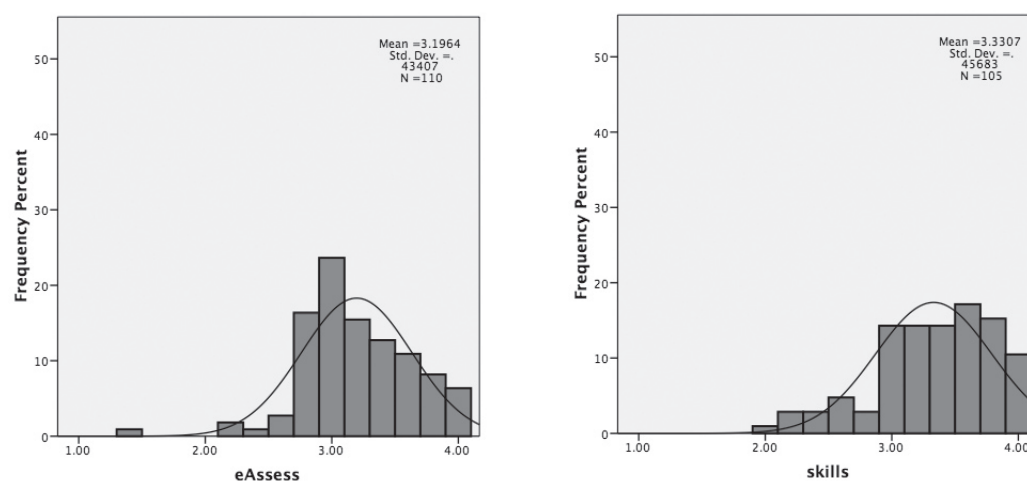 Mean =3.1964
Std. Dev. =.
43407
N =110
50
40
30
20
10
0
Frequency Percent
1.00
2.00
3.00
4.00
eAssess
Mean =3.3307
Std. Dev. =.
45683
N =105
50
40
30
20
10
0
Frequency Percent
1.00
2.00
3.00
4.00
skills